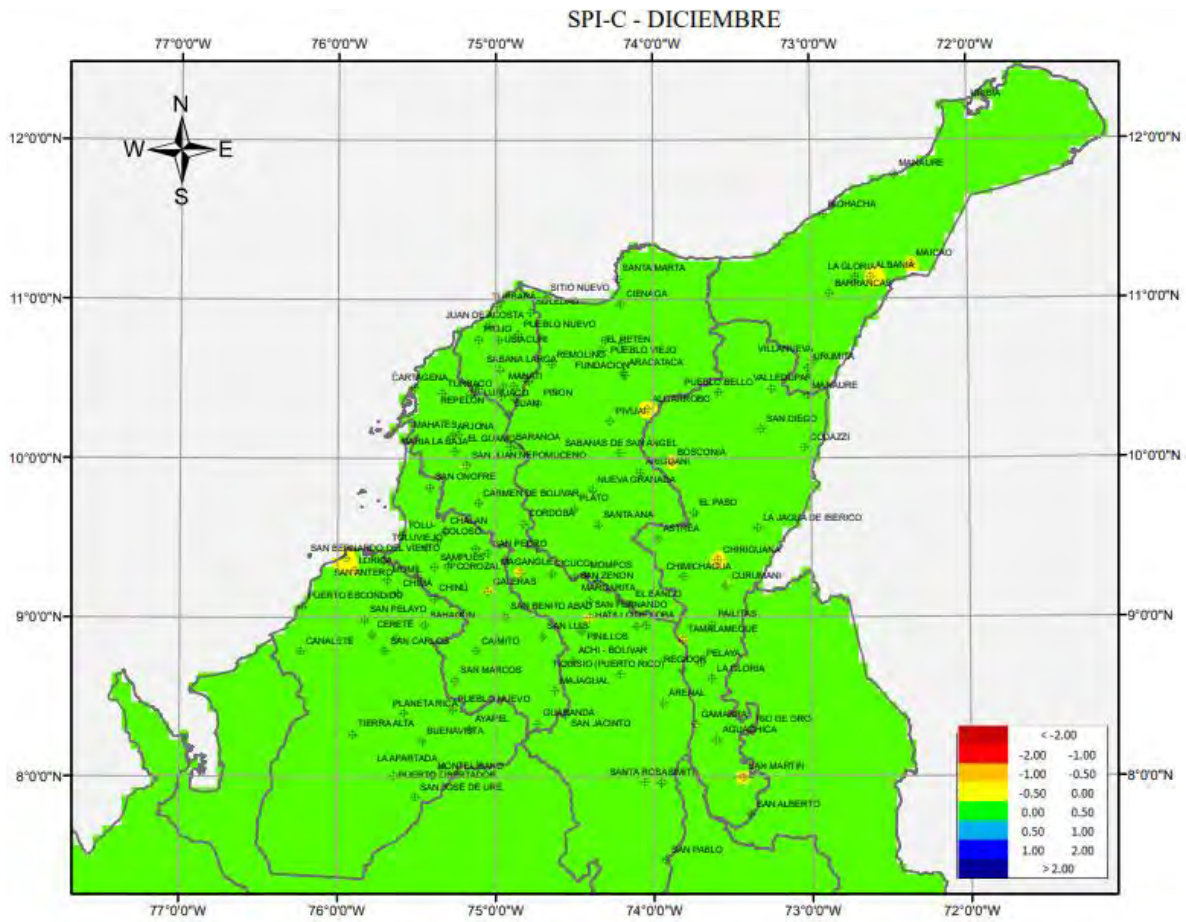 SPI-C - DICIEMBRE
77°0'0"W 76°0'0"W 75°0'0"W 74°0'0"W 73°0'0"W 72°0'0"W
N
W E
S
12°0'0"N 12°0'0"N
MANAURE
MAICAO
LA GLORIA ALBANIA
BARRANCAS
SANTA MARTA
SITIO NUEVO
CIENAGA
11°0'0"N 11°0'0"N
JUAN DE ACOSTA
PUEBLO NUEVO
USIACURI
EL RETEN
PUEBLO VIEJO
REMOLINO
VILLANUEVA
URUMITA
SABANA LARGA
FUNDACION
ARACATACA
CARTAGENA
MANATI
PUEBLO BELLO
VALLEDUPAR
MANAURE
REPELON
PIÑON
ALGARROBO
PIVIJAI
SAN DIEGO
MAHATES
ARJONA
MARIA LA BAJA
EL GUAMO
BARANOA
SABANAS DE SAN ANGEL
CODAZZI
10°0'0"N 10°0'0"N
SAN JUAN NEPOMUCENO
BOSCONIA
ARIGUANI
SAN ONOFRE
NUEVA GRANADA
CARMEN DE BOLIVAR
PLATO
EL PASO
CORDOBA
SANTA ANA
LA JAGUA DE IBERICO
CHALAN
TOLU
COLOSO
ASTREA
TOLUVIEJO
SAN PEDRO
SAN BERNARDO DEL VIENTO
LORICA
SAMPUES
COROZAL
MAGANGUE
CICUCO
MOMPOS
CHIRIGUANA
CHIMICHAGUA
SAN ANTERO
SAN ZENON
CHIMA
CHINÚ
GALERAS
MARGARITA
CURUMANI
PUERTO ESCONDIDO
EL BANCO
9°0'0"N 9°0'0"N
SAN PELAYO
SAHAGUN
SAN BENITO ABAD
SAN FERNANDO
PAILITAS
CERETÉ
SAN LUIS
TAMALAMEQUE
CANALETE
SAN CARLOS
CAIMITO
PINILLOS
ACHI - BOLIVAR
PELAYA
REGIDOR
TIQUISIO (PUERTO RICO)
SAN MARCOS
MAJAGUAL
LA GLORIA
PLANETA RICA
PUEBLO NUEVO
ARENAL
AYAPEL
GUARANDA
SAN JACINTO
GAMARRA
RIO DE ORO
TIERRA ALTA
BUENAVISTA
AGUACHICA
LA APARTADA
MONTELIBANO
PUERTO LIBERTADOR
8°0'0"N 8°0'0"N
SANTA ROSA
SIMITI
SAN MARTIN
SAN JOSE DE URE
SAN ALBERTO
SAN PABLO
< -2.00
-2.00 -1.00
-1.00 -0.50
-0.50 0.00
0.00 0.50
0.50 1.00
1.00 2.00
> 2.00
77°0'0"W 76°0'0"W 75°0'0"W 74°0'0"W 73°0'0"W 72°0'0"W